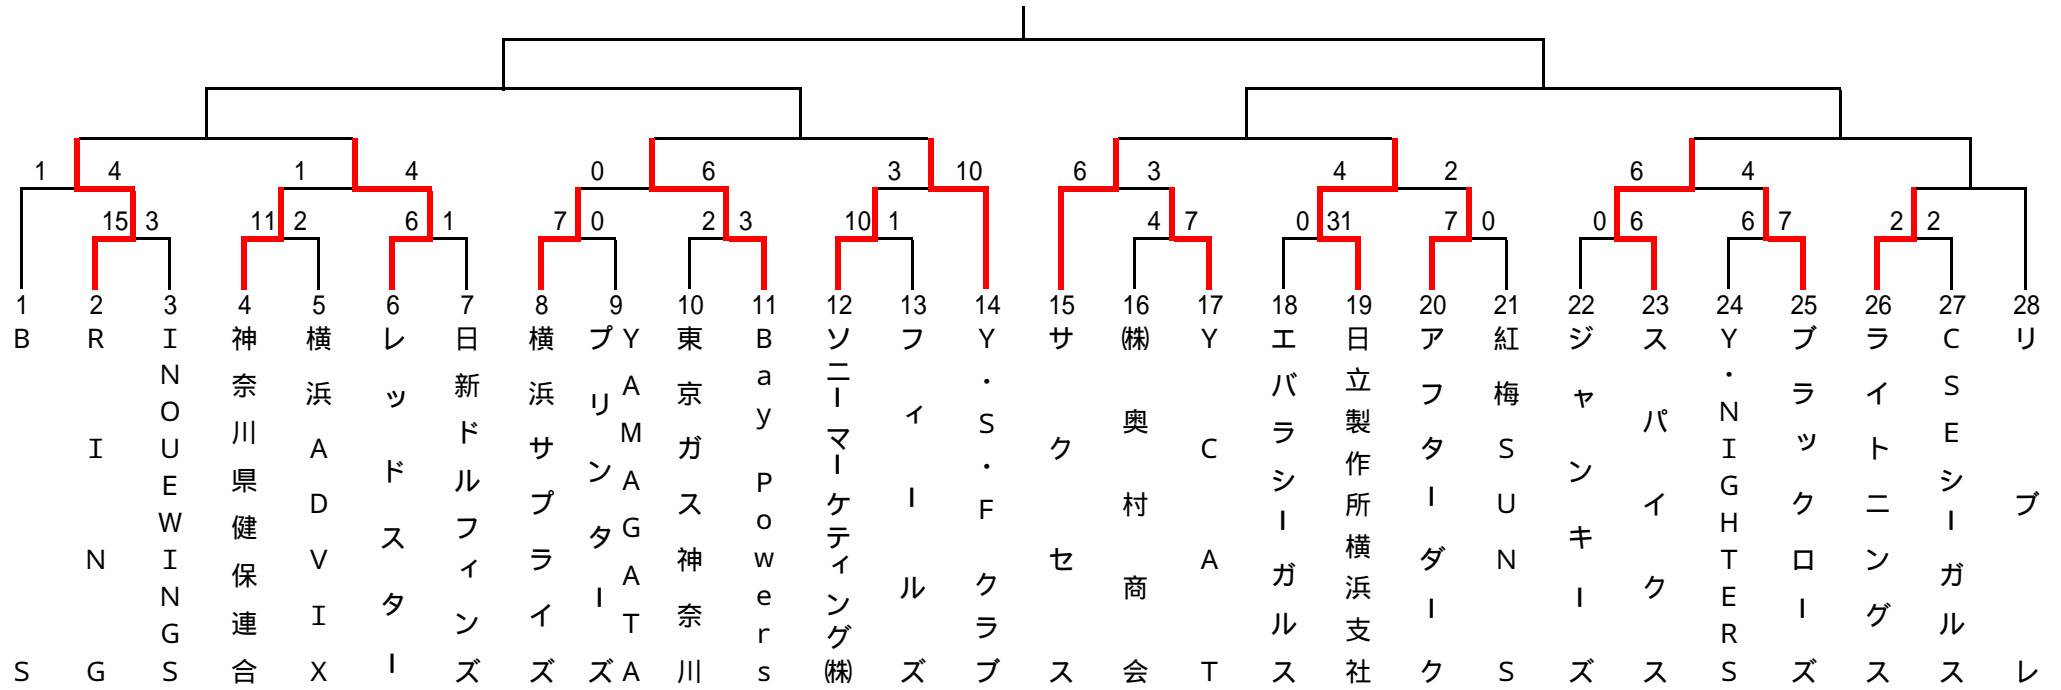 1 4 1 4 0 6 3 10 6 3 4 2 6 4
15 3 11 2 6 1 7 0 2 3 10 1 4 7 0 31 7 0 0 6 6 7 2 2
1 2 3 4 5 6 7 8 9 10 11 12 13 14 15 16 17 18 19 20 21 22 23 24 25 26 27 28
BS
RING
INOUEWINGS
神奈川県健保連合
横浜ADVIX
レッドスター
日新ドルフィンズ
横浜サプライズ
YAMAGATA
プリンターズ
東京ガス神奈川
Bay Powers
ソニーマーケティング㈱
フィールズ
Y・S・F クラブ
サクセス
㈱奥村商会
YCAT
エバラシーガルス
日立製作所横浜支社
アフターダーク
紅梅SUNS
ジャンキーズ
スパイクス
Y・NIGHTERS
ブラックローズ
ライトニングス
CSEシーガルス
リブレ